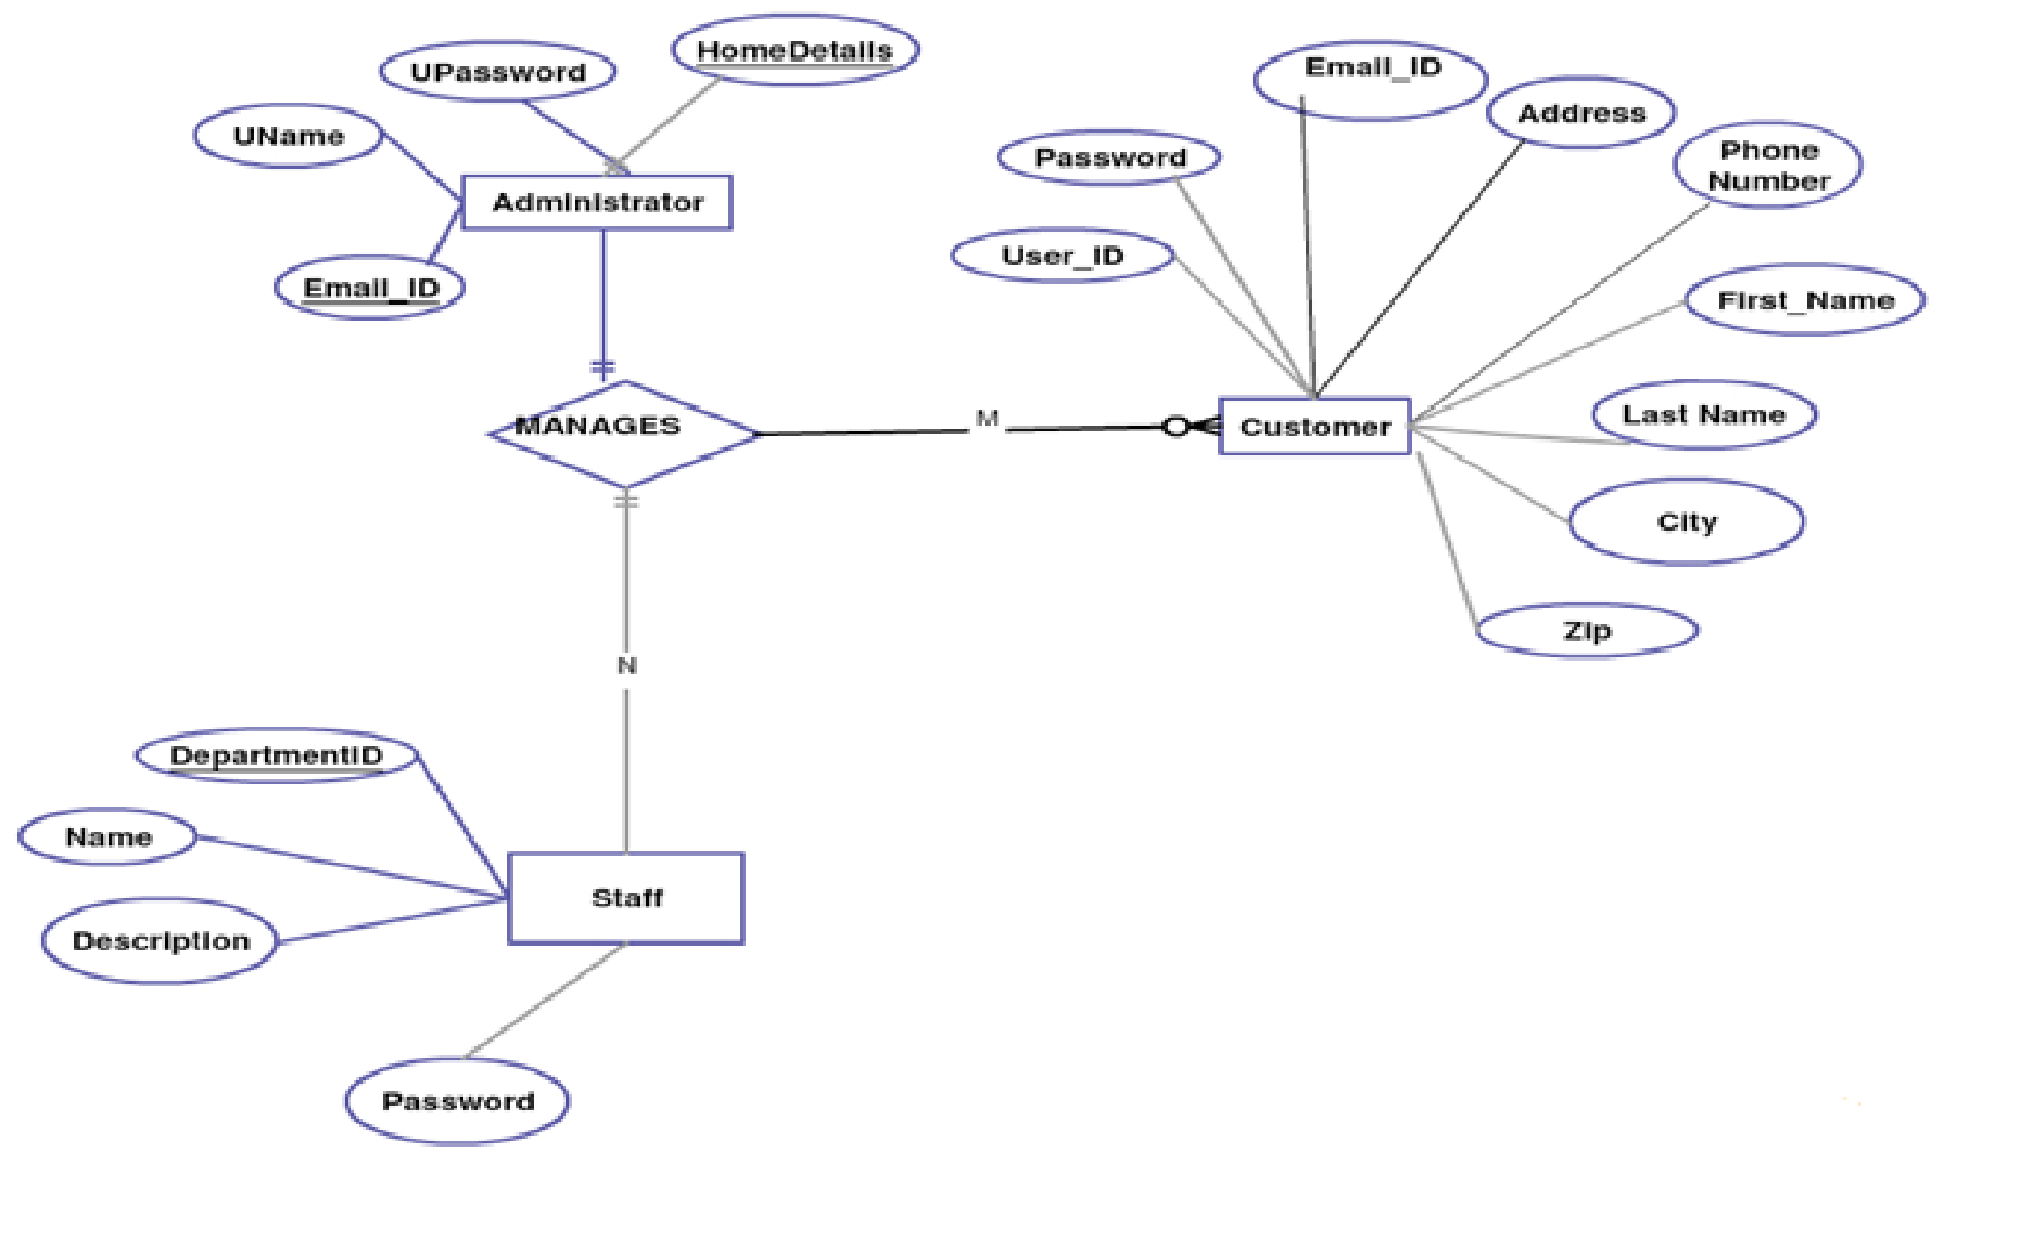 HomeDetails
UPassword
UName
Administrator
Email_ID
Email_ID
Address
Password
Phone
Number
User_ID
First_Name
Last Name
MANAGES
M
Customer
City
Zip
N
DepartmentID
Name
Staff
Description
Password